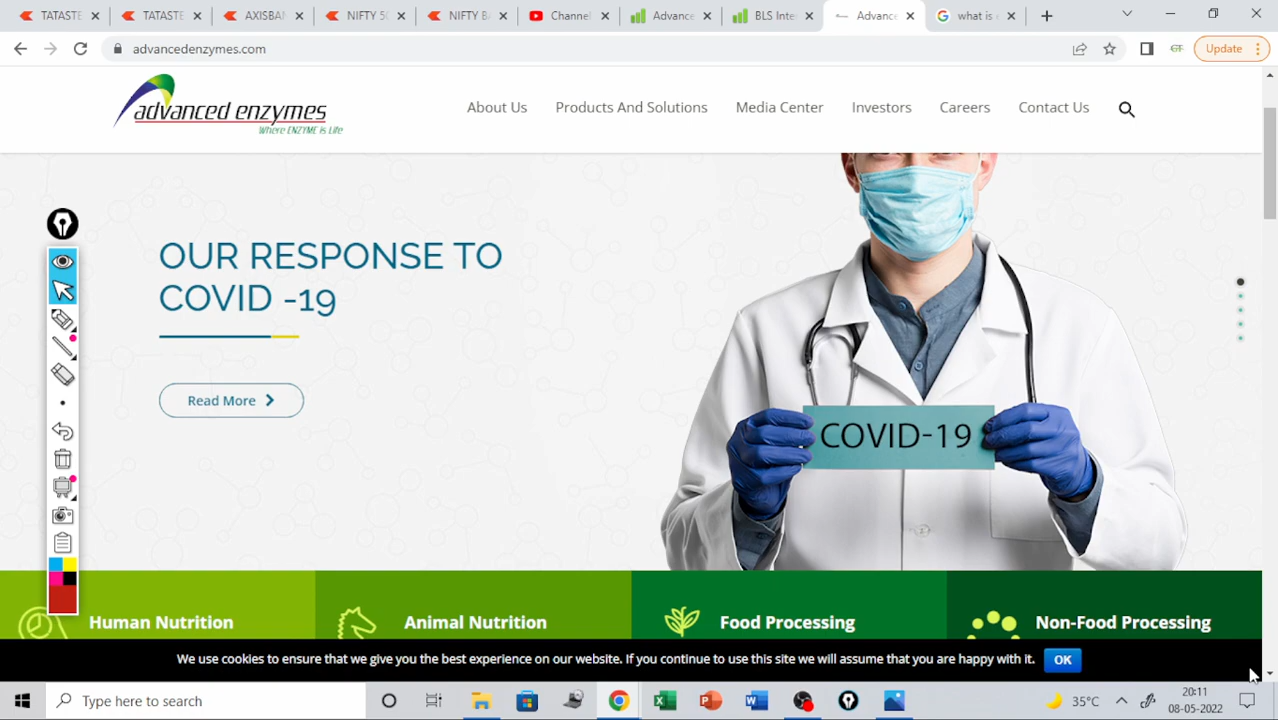 TATASTE
TATASTE
AXISBAN
NIFTY 50
NIFTY B
Channel
Advance
BLS Inte
Advance
what is
advancedenzymes.com
Update
advanced enzymes
Where ENZYME is Life
About Us
Products And Solutions
Media Center
Investors
Careers
Contact Us
OUR RESPONSE TO
COVID -19
Read More
COVID-19
Human Nutrition
Animal Nutrition
Food Processing
Non-Food Processing
We use cookies to ensure that we give you the best experience on our website. If you continue to use this site we will assume that you are happy with it.
OK
Type here to search
35°C
20:11
08-05-2022